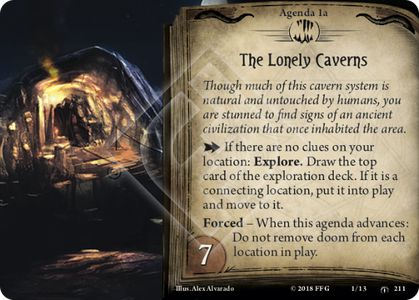 Agenda 1a
The Lonely Caverns
Though much of this cavern system is
natural and untouched by humans, you
are stunned to find signs of an ancient
civilization that once inhabited the area.
If there are no clues on your
location: Explore. Draw the top
card of the exploration deck. If it is a
connecting location, put it into play
and move to it.
Forced – When this agenda advances:
Do not remove doom from each
location in play.
7
Illus. Alex Alvarado
© 2018 FFG
1/13
211